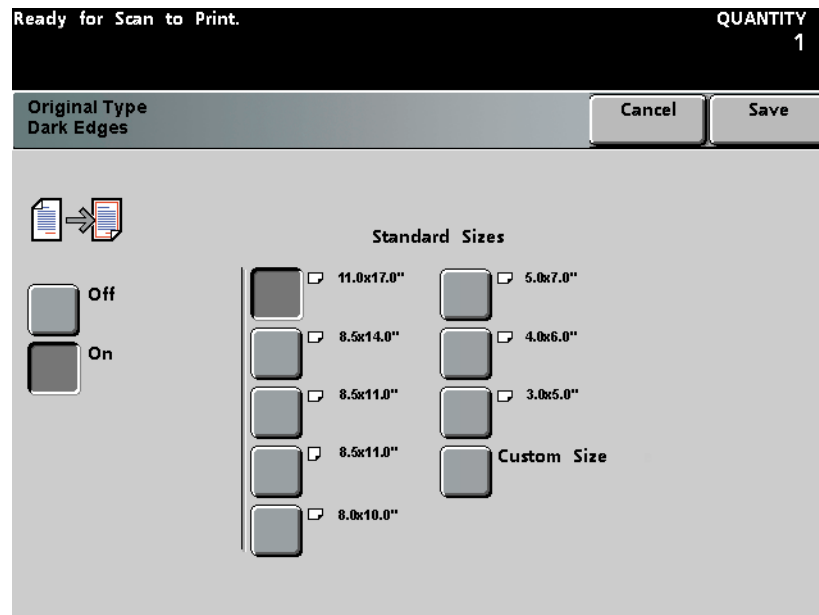 Ready for Scan to Print.
QUANTITY
1
Original Type
Dark Edges
Cancel
Save
Standard Sizes
Off
On
11.0x17.0"
8.5x14.0"
8.5x11.0"
8.5x11.0"
8.0x10.0"
5.0x7.0"
4.0x6.0"
3.0x5.0"
Custom Size